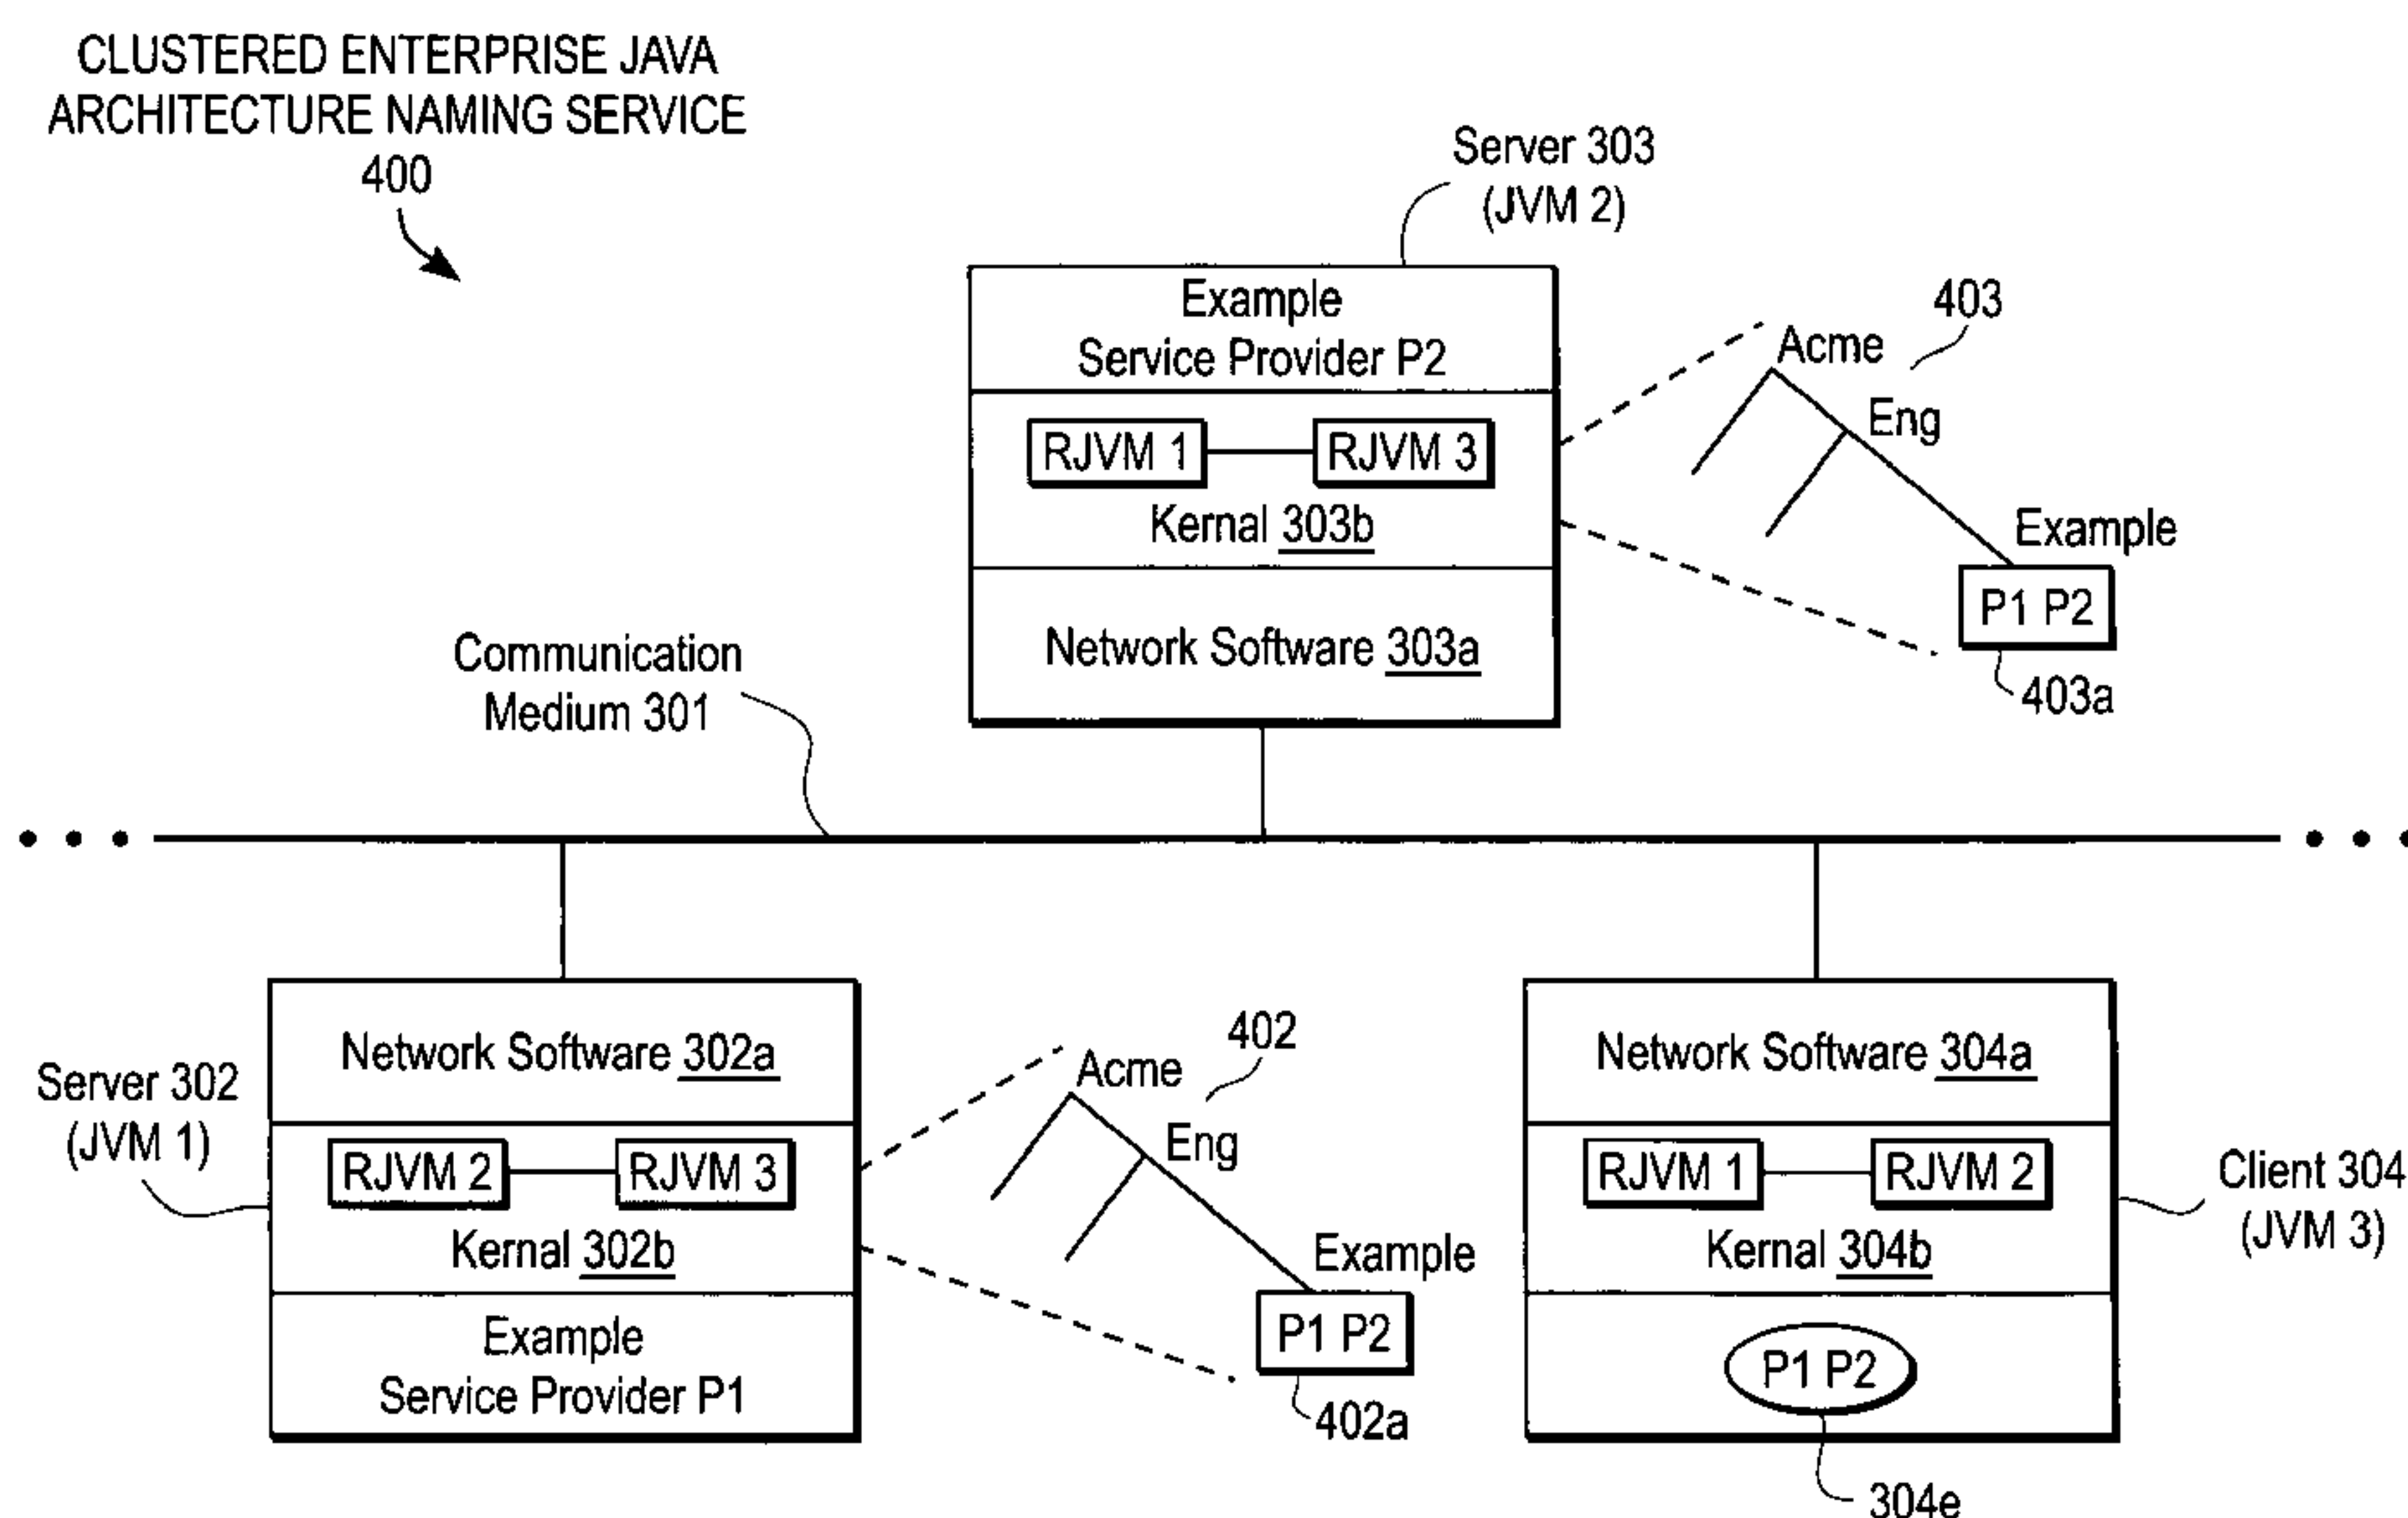 CLUSTERED ENTERPRISE JAVA
ARCHITECTURE NAMING SERVICE
400
Server 303
(JVM 2)
Example
Service Provider P2
RJVM 1
RJVM 3
Kernal 303b
Network Software 303a
403
Acme
Eng
Example
P1 P2
403a
Communication
Medium 301
Server 302
(JVM 1)
Network Software 302a
RJVM 2
RJVM 3
Kernal 302b
Example
Service Provider P1
402
Acme
Eng
Example
P1 P2
402a
Network Software 304a
RJVM 1
RJVM 2
Kernal 304b
P1 P2
304e
Client 304
(JVM 3)